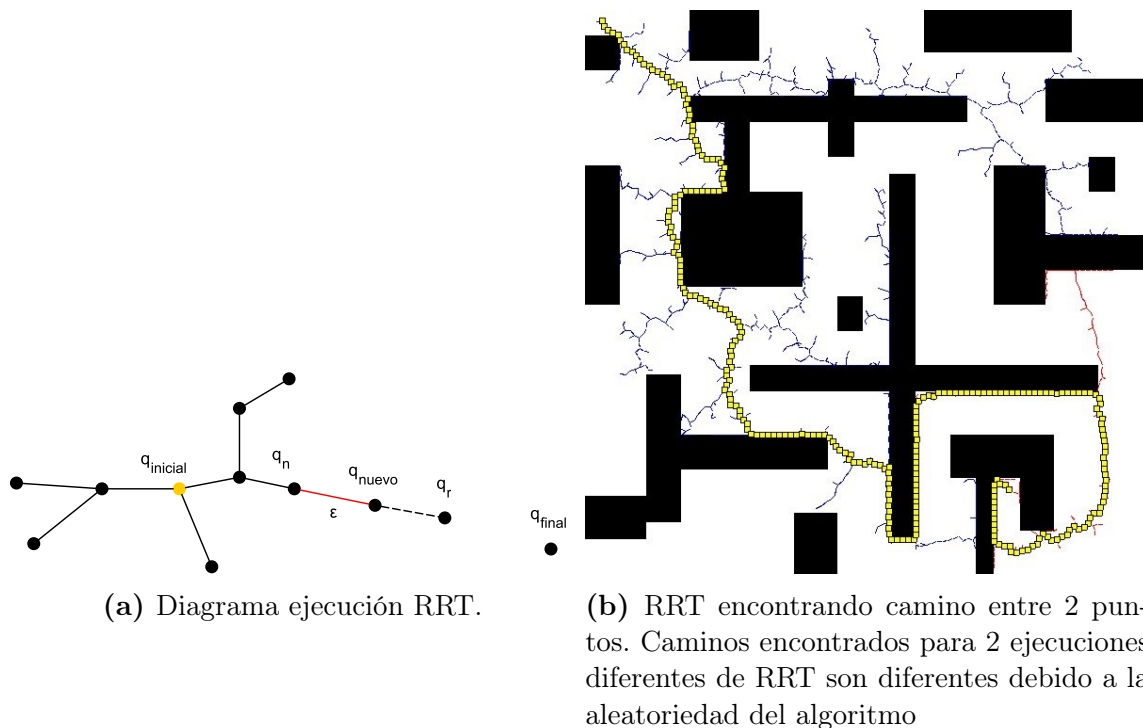 q_inicial
q_n
q_nuevo
q_r
ε
q_final
(a) Diagrama ejecución RRT.
(b) RRT encontrando camino entre 2 pun-
tos. Caminos encontrados para 2 ejecuciones
diferentes de RRT son diferentes debido a la
aleatoriedad del algoritmo